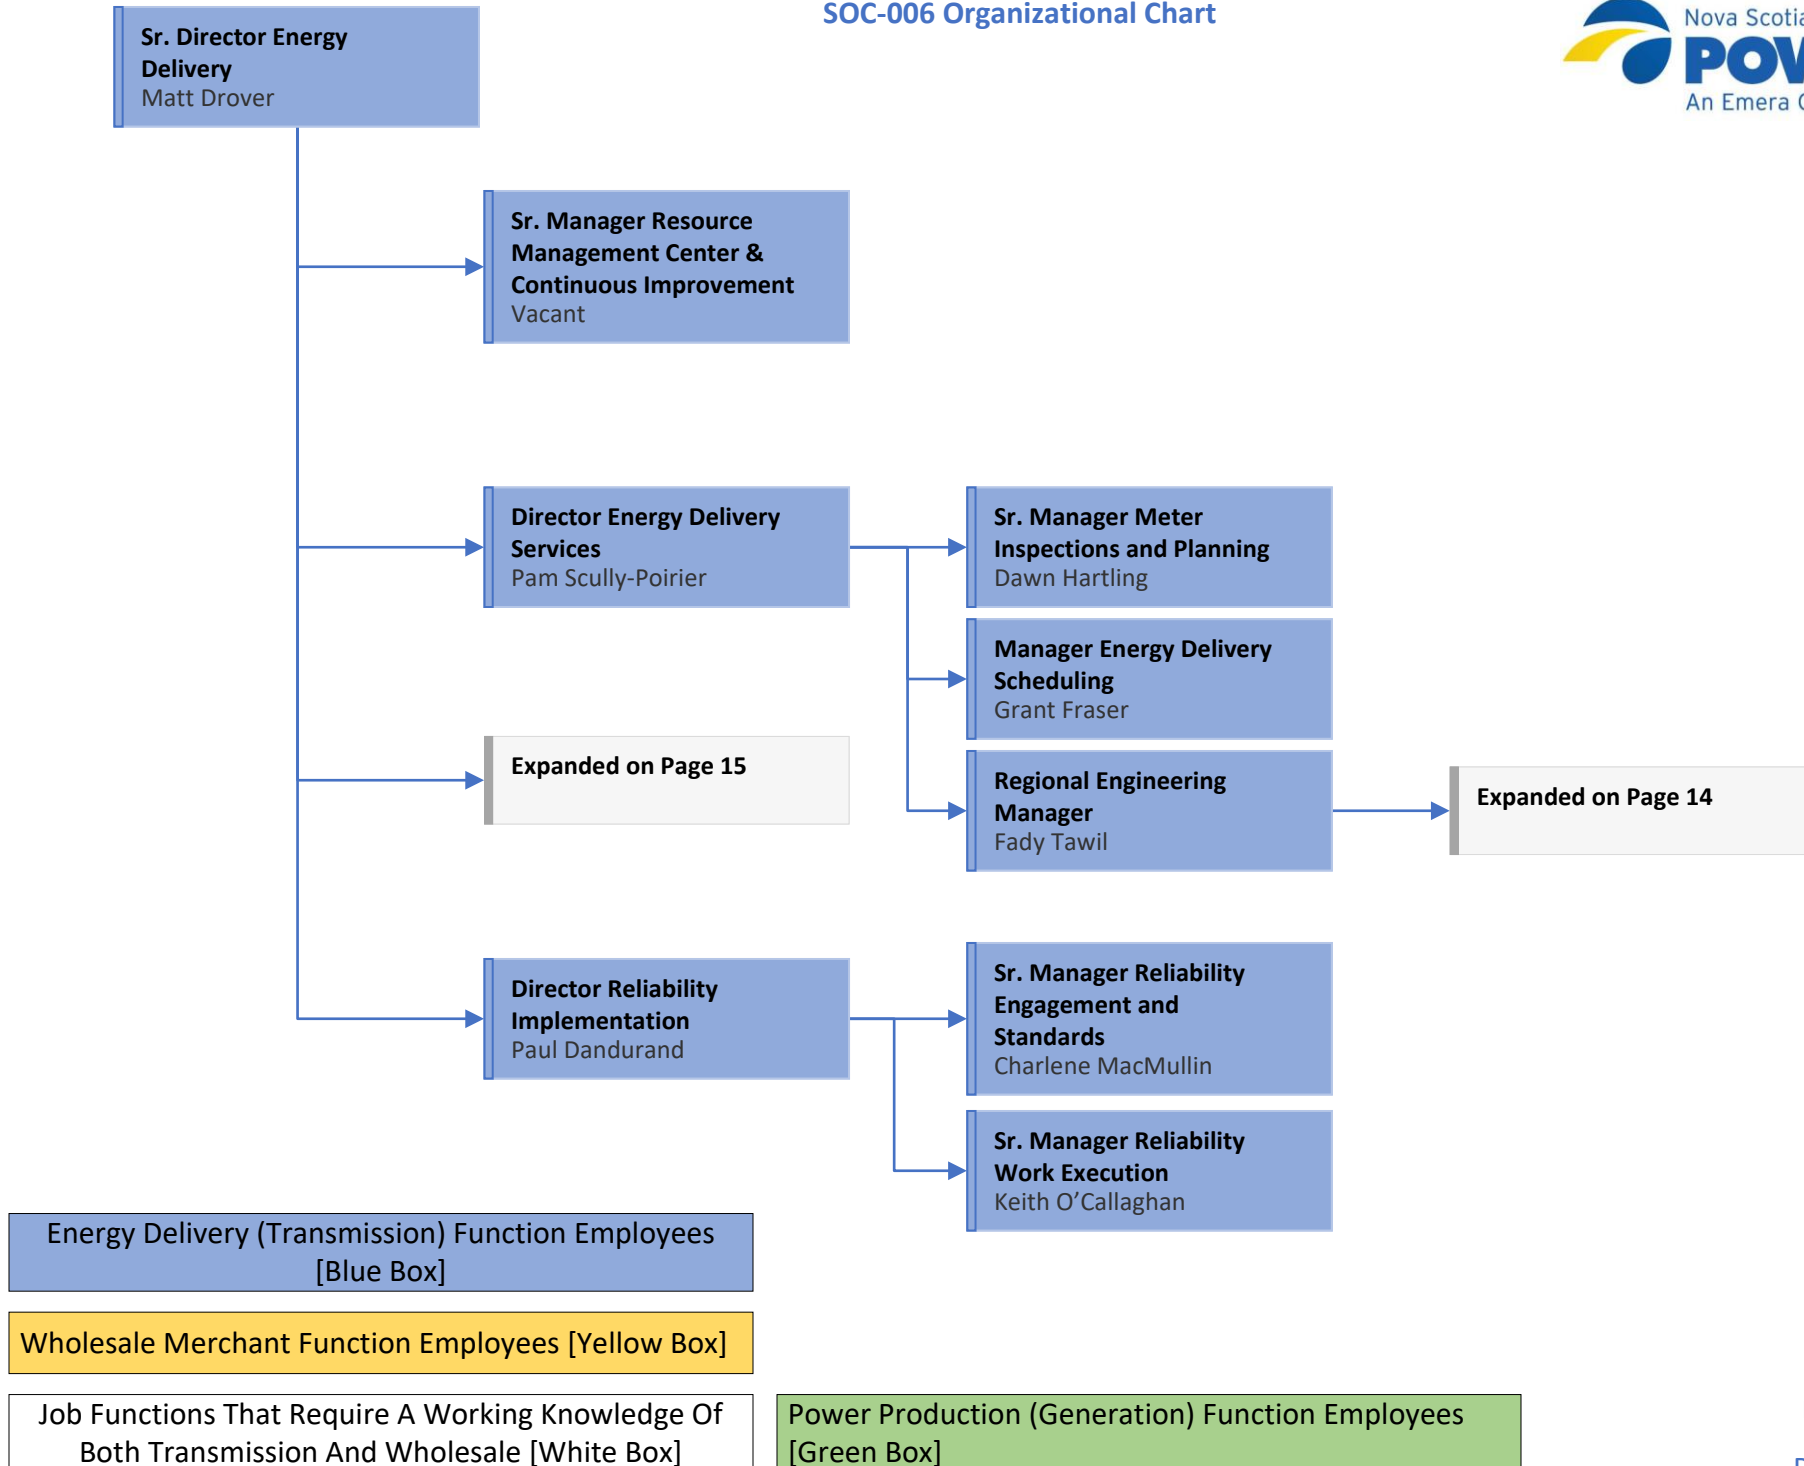 SOC-006 Organizational Chart
Nova Scotia
An Emera
Sr. Director Energy
Delivery
Matt Drover
Sr. Manager Resource
Management Center &
Continuous Improvement
Vacant
Director Energy Delivery
Services
Pam Scully-Poirier
Sr. Manager Meter
Inspections and Planning
Dawn Hartling
Manager Energy Delivery
Scheduling
Grant Fraser
Expanded on Page 15
Regional Engineering
Manager
Fady Tawil
Expanded on Page 14
Director Reliability
Implementation
Paul Dandurand
Sr. Manager Reliability
Engagement and
Standards
Charlene MacMullin
Sr. Manager Reliability
Work Execution
Keith O’Callaghan
Energy Delivery (Transmission) Function Employees
[Blue Box]
Wholesale Merchant Function Employees [Yellow Box]
Job Functions That Require A Working Knowledge Of
Both Transmission And Wholesale [White Box]
Power Production (Generation) Function Employees
[Green Box]